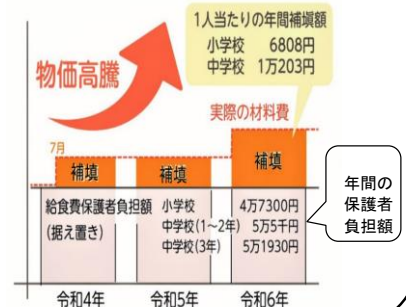 1人当たりの年間補塡額
小学校 6808円
中学校 1万203円
物価高騰
実際の材料費
7月
補填
補填
補填
給食費保護者負担額 小学校 4万7300円
(据え置き) 中学校(1〜2年) 5万5千円
中学校(3年) 5万1930円
年間の
保護者
負担額
令和4年 令和5年 令和6年